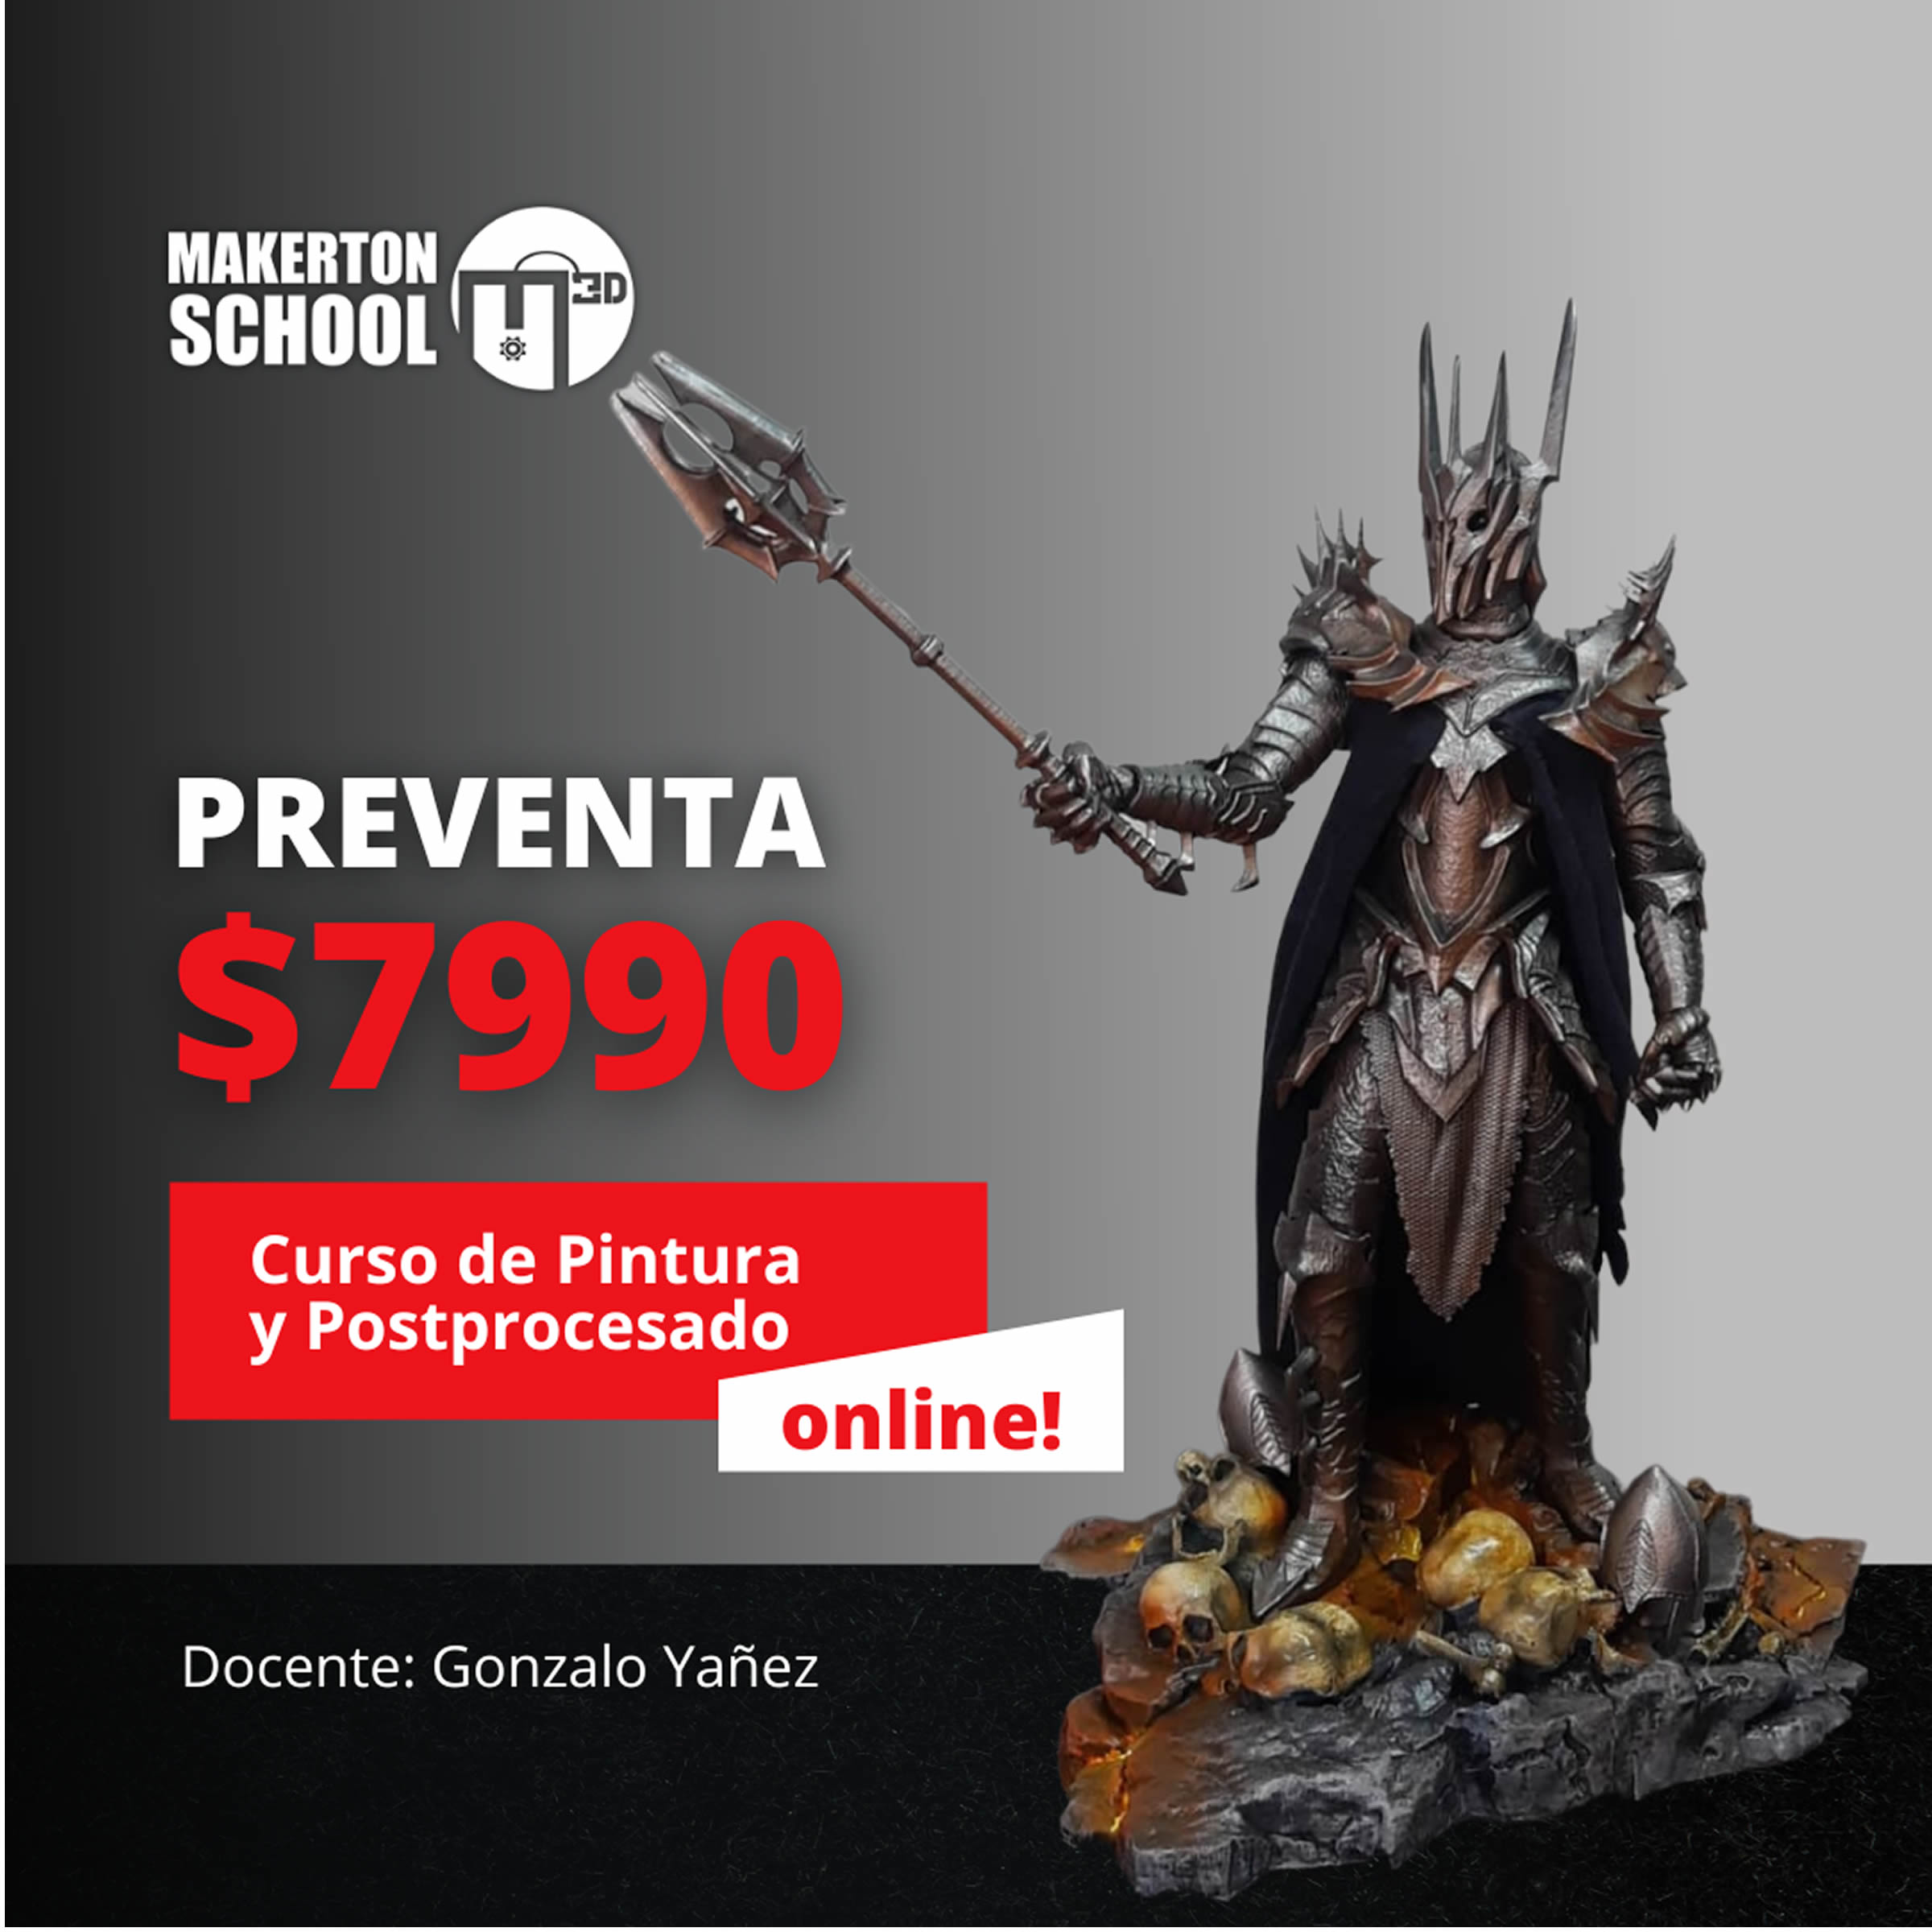 MAKERTON
SCHOOL
3D
PREVENTA
$7990
Curso de Pintura
y Postprocesado
online!
Docente: Gonzalo Yañez